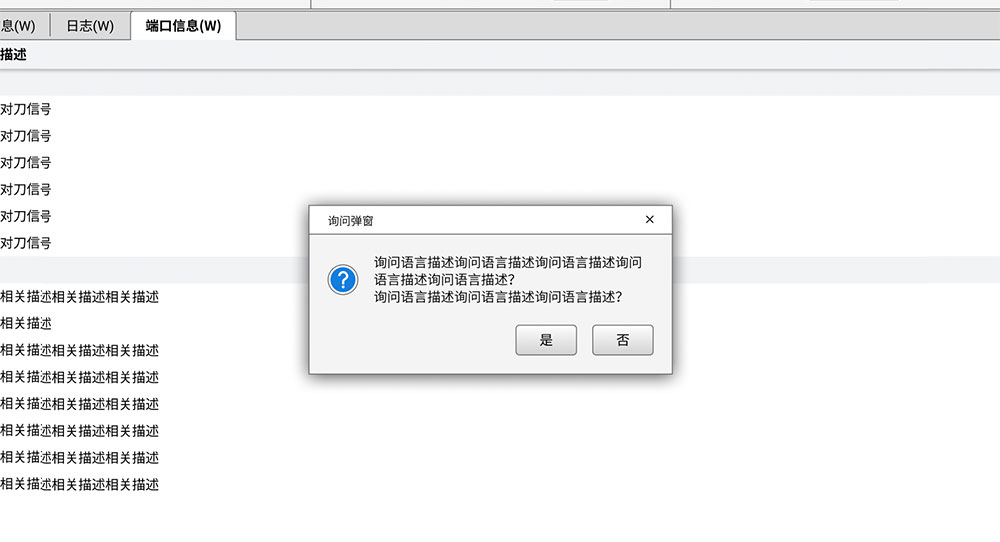 息(W)
日志(W)
端口信息(W)
描述
对刀信号
对刀信号
对刀信号
对刀信号
对刀信号
对刀信号
相关描述相关描述相关描述
相关描述
相关描述相关描述相关描述
相关描述相关描述相关描述
相关描述相关描述相关描述
相关描述相关描述相关描述
相关描述相关描述相关描述
相关描述相关描述相关描述
询问弹窗
询问语言描述询问语言描述询问语言描述询问
语言描述询问语言描述?
询问语言描述询问语言描述询问语言描述?
是
否